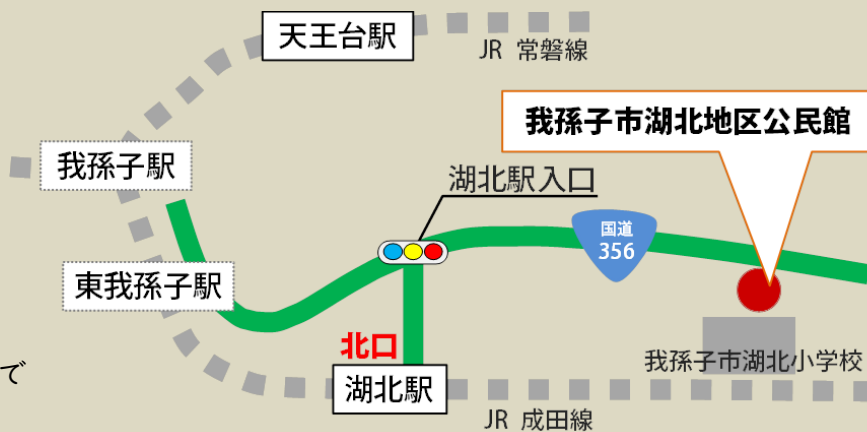 天王台駅
JR 常磐線
我孫子市湖北地区公民館
我孫子駅
湖北駅入口
国道
356
東我孫子駅
北口
で
湖北駅
我孫子市湖北小学校
JR 成田線